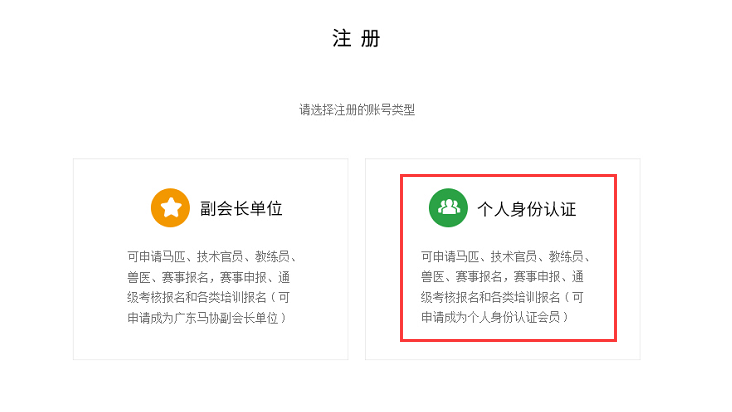 注 册
请选择注册的账号类型
副会长单位
可申请马匹、技术官员、教练员、
兽医、赛事报名，赛事申报、通
级考核报名和各类培训报名（可
申请成为广东马协副会长单位）
个人身份认证
可申请马匹、技术官员、教练员、
兽医、赛事报名，赛事申报、通
级考核报名和各类培训报名（可
申请成为个人身份认证会员）